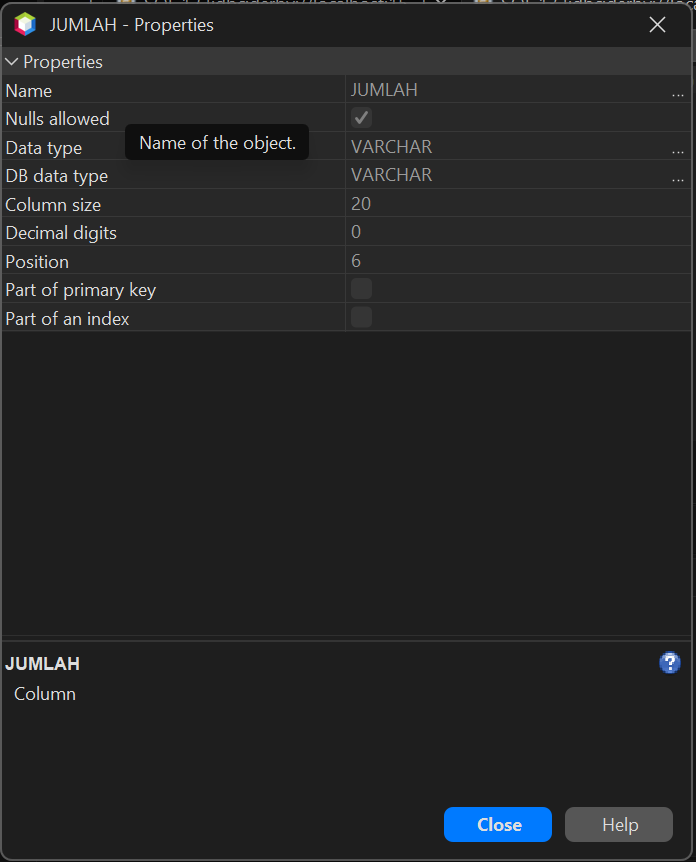 JUMLAH - Properties
Properties
Name JUMLAH ...
Nulls allowed
Name of the object.
Data type VARCHAR ...
DB data type VARCHAR ...
Column size 20
Decimal digits 0
Position 6
Part of primary key
Part of an index
JUMLAH
?
Column
Close Help